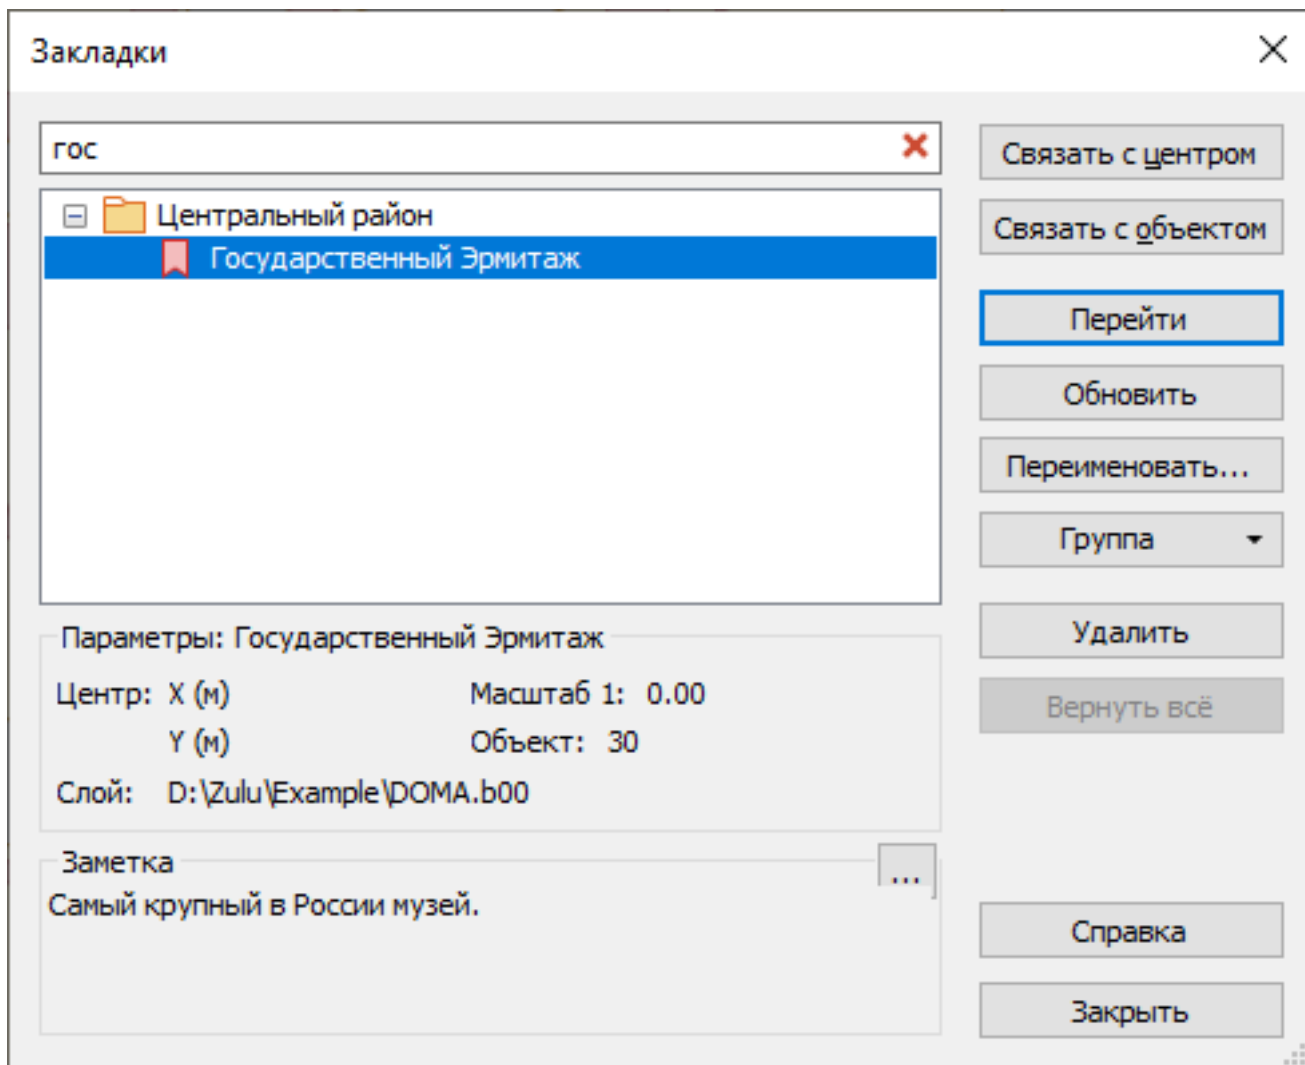 Закладки
гос
Центральный район
Государственный Эрмитаж
Связать с центром
Связать с объектом
Перейти
Обновить
Переименовать...
Группа
Удалить
Вернуть всё
Параметры: Государственный Эрмитаж
Центр: X (м) Масштаб 1: 0.00
Y (м) Объект: 30
Слой: D:\Zulu\Example\DOMA.b00
Заметка ...
Самый крупный в России музей.
Справка
Закрыть